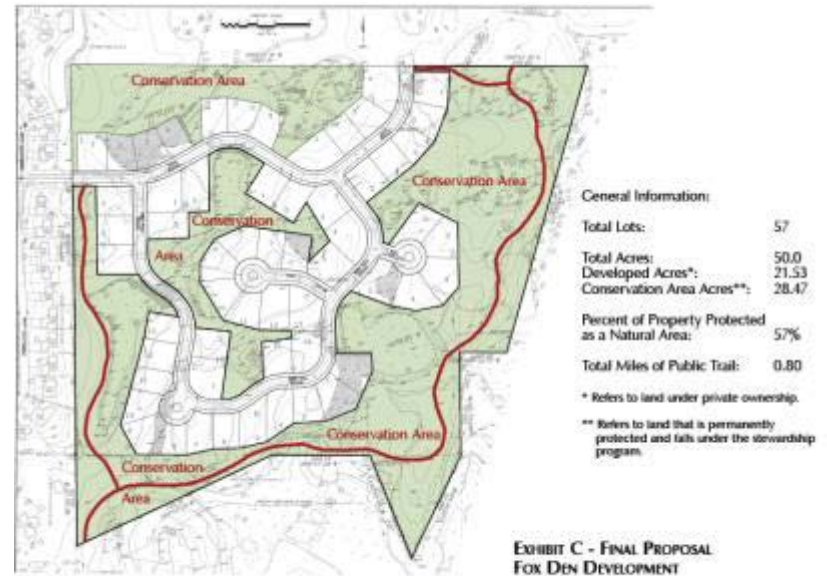 Conservation Area
Conservation Area
Conservation
Area
General Information:
Total Lots: 57
Total Acres: 50.0
Developed Acres*: 21.53
Conservation Area Acres**: 28.47
Percent of Property Protected
as a Natural Area: 57%
Total Miles of Public Trail: 0.80
* Refers to land under private ownership.
** Refers to land that is permanently
protected and falls under the stewardship
program.
Conservation Area
Conservation
Area
EXHIBIT C - FINAL PROPOSAL
FOX DEN DEVELOPMENT